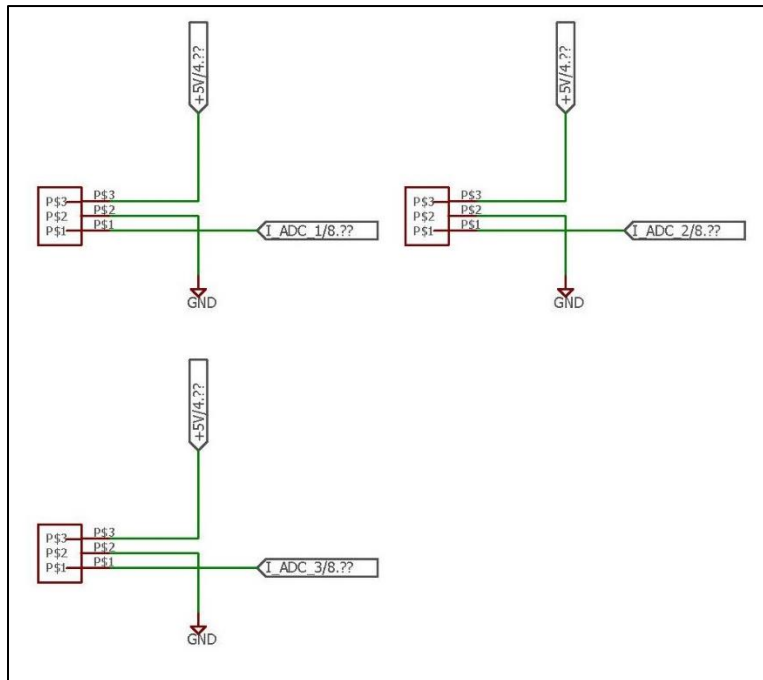 +5V/4.??
P$3 P$3
P$2 P$2
P$1 P$1
I_ADC_1/8.??
GND
+5V/4.??
P$3 P$3
P$2 P$2
P$1 P$1
I_ADC_2/8.??
GND
+5V/4.??
P$3 P$3
P$2 P$2
P$1 P$1
I_ADC_3/8.??
GND